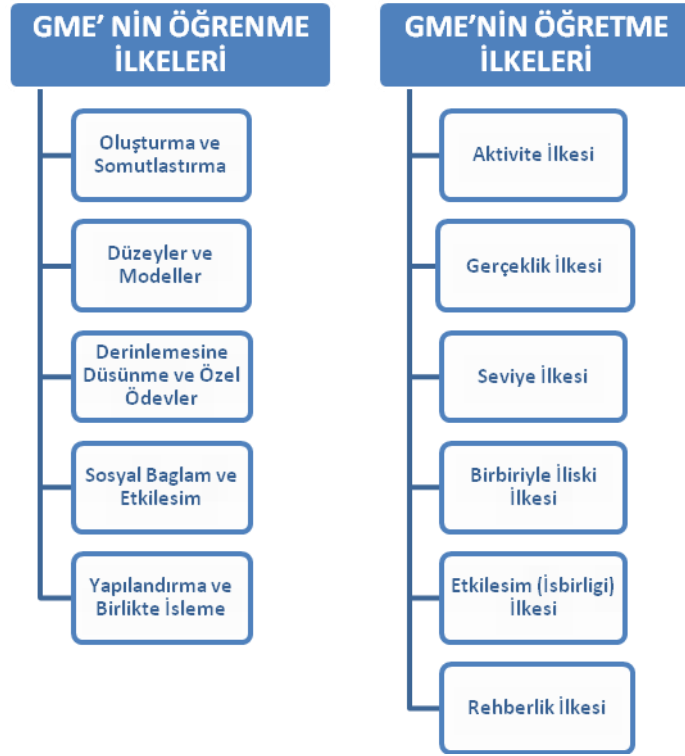 GME' NİN ÖĞRENME
İLKELERİ
Oluşturma ve
Somutlastırma
Düzeyler ve
Modeller
Derinlemesine
Düsünme ve Özel
Ödevler
Sosyal Baglam ve
Etkilesim
Yapılandırma ve
Birlikte İsleme
GME'NİN ÖĞRETME
İLKELERİ
Aktivite İlkesi
Gerçeklik İlkesi
Seviye İlkesi
Birbiriyle İliski
İlkesi
Etkilesim (İsbirligi)
İlkesi
Rehberlik İlkesi